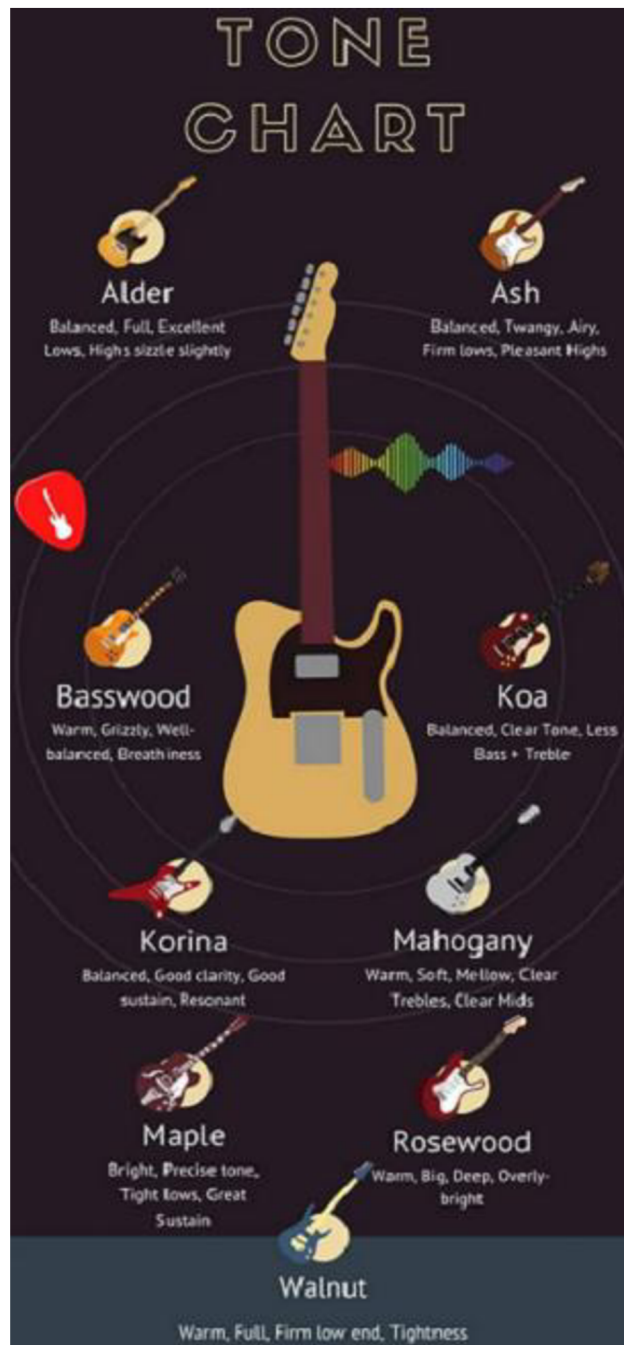 TONE
CHART
Alder
Balanced, Full, Excellent
Lows, Highs sizzle slightly
Ash
Balanced, Twangy, Airy,
Firm lows, Pleasant Highs
Basswood
Warm, Grizzly, Well-
balanced, Breathiness
Koa
Balanced, Clear Tone, Less
Bass + Treble
Korina
Balanced, Good clarity, Good
sustain, Resonant
Mahogany
Warm, Soft, Mellow, Clear
Trebles, Clear Mids
Maple
Bright, Precise tone,
Tight lows, Great
Sustain
Rosewood
Warm, Big, Deep, Overly-
bright
Walnut
Warm, Full, Firm low end, Tightness